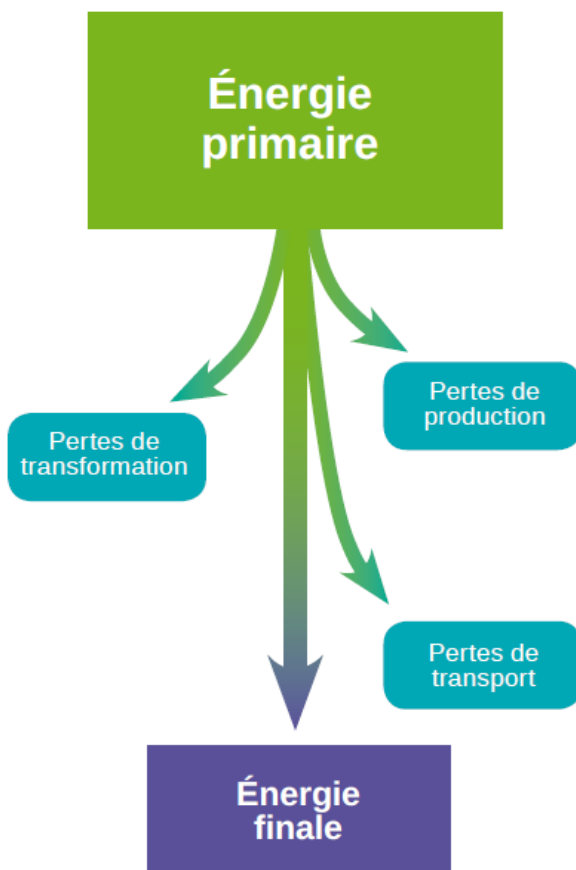 Énergie
primaire
Pertes de
production
Pertes de
transformation
Pertes de
transport
Énergie
finale